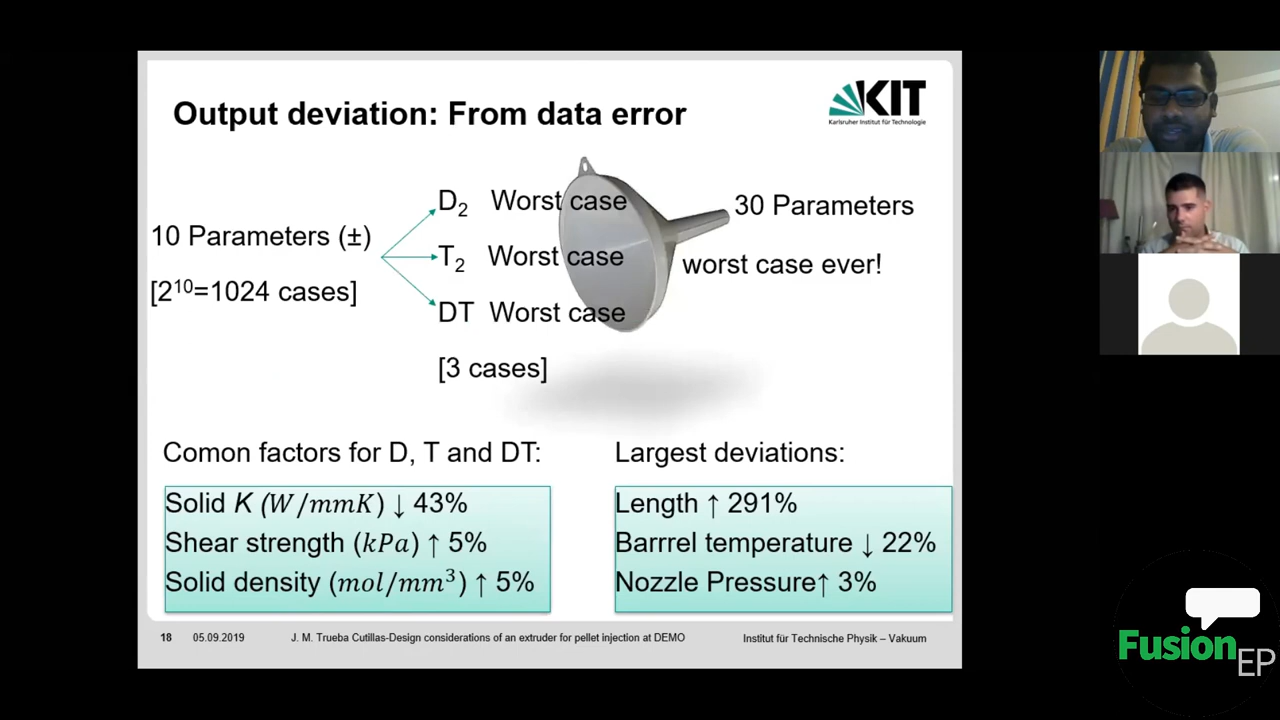 Output deviation: From data error
KIT
Karlsruher Institut für Technologie
10 Parameters (±)
[2¹⁰=1024 cases]
D₂ Worst case
T₂ Worst case
DT Worst case
[3 cases]
30 Parameters
worst case ever!
Comon factors for D, T and DT:
Solid K (W/mmK) ↓ 43%
Shear strength (kPa) ↑ 5%
Solid density (mol/mm³) ↑ 5%
Largest deviations:
Length ↑ 291%
Barrrel temperature ↓ 22%
Nozzle Pressure↑ 3%
18 05.09.2019 J. M. Trueba Cutillas-Design considerations of an extruder for pellet injection at DEMO Institut für Technische Physik – Vakuum
Fusion
EP